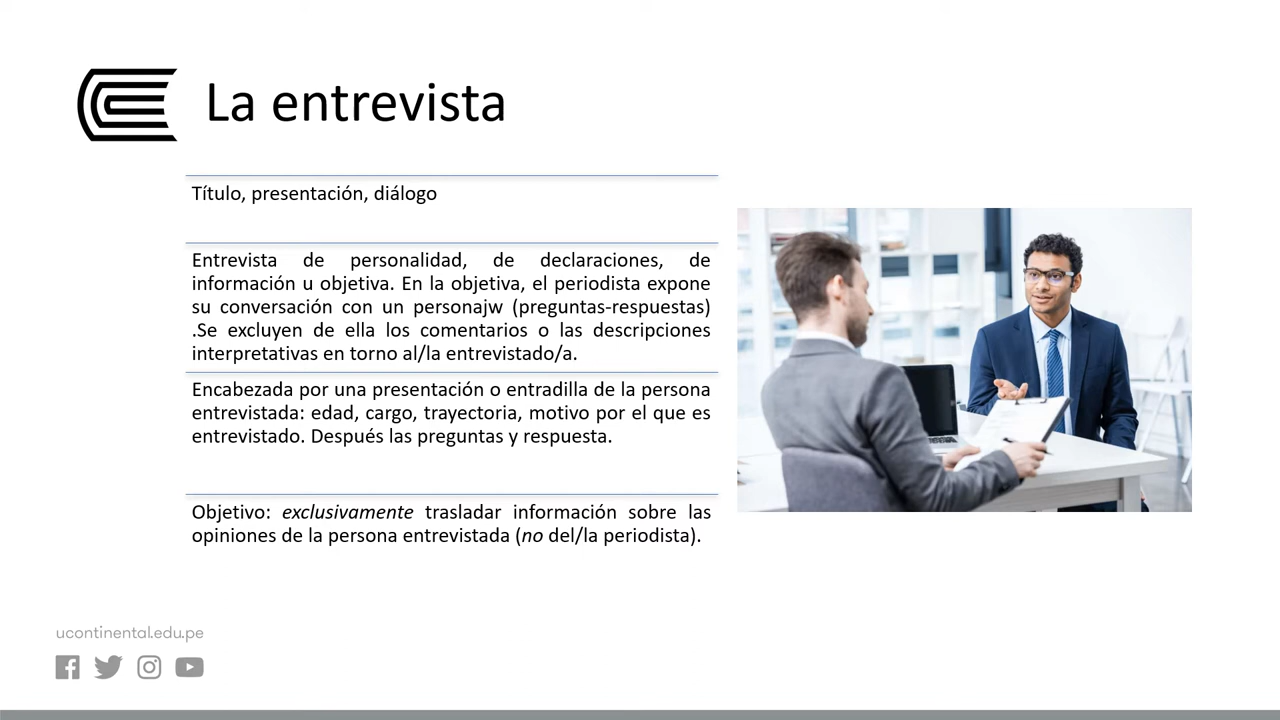 La entrevista
Título, presentación, diálogo
Entrevista de personalidad, de declaraciones, de
información u objetiva. En la objetiva, el periodista expone
su conversación con un personajw (preguntas-respuestas)
.Se excluyen de ella los comentarios o las descripciones
interpretativas en torno al/la entrevistado/a.
Encabezada por una presentación o entradilla de la persona
entrevistada: edad, cargo, trayectoria, motivo por el que es
entrevistado. Después las preguntas y respuesta.
Objetivo: exclusivamente trasladar información sobre las
opiniones de la persona entrevistada (no del/la periodista).
ucontinental.edu.pe